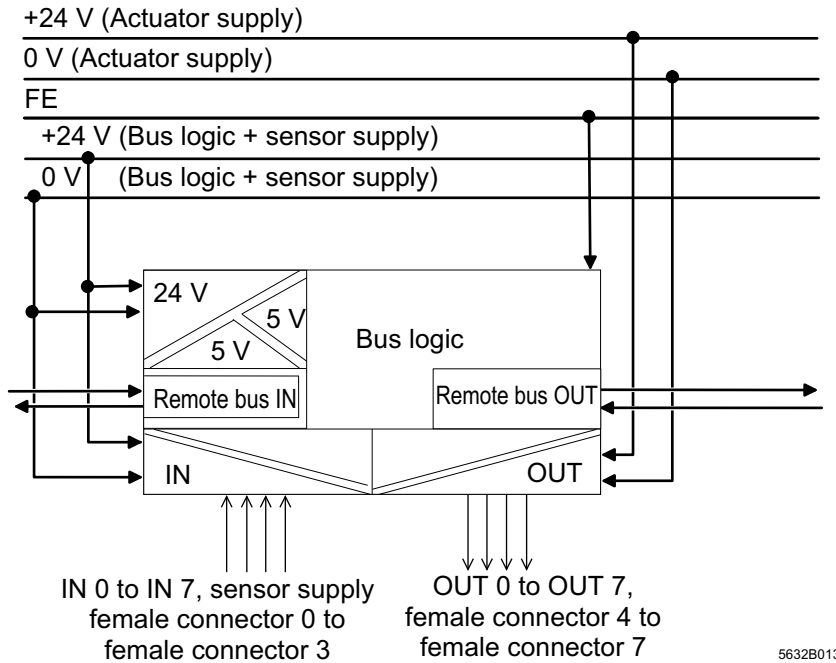 +24 V (Actuator supply)
0 V (Actuator supply)
FE
+24 V (Bus logic + sensor supply)
0 V (Bus logic + sensor supply)
24 V
5 V
5 V
Bus logic
Remote bus IN
Remote bus OUT
IN
OUT
IN 0 to IN 7, sensor supply
female connector 0 to
female connector 3
OUT 0 to OUT 7,
female connector 4 to
female connector 7
5632B013